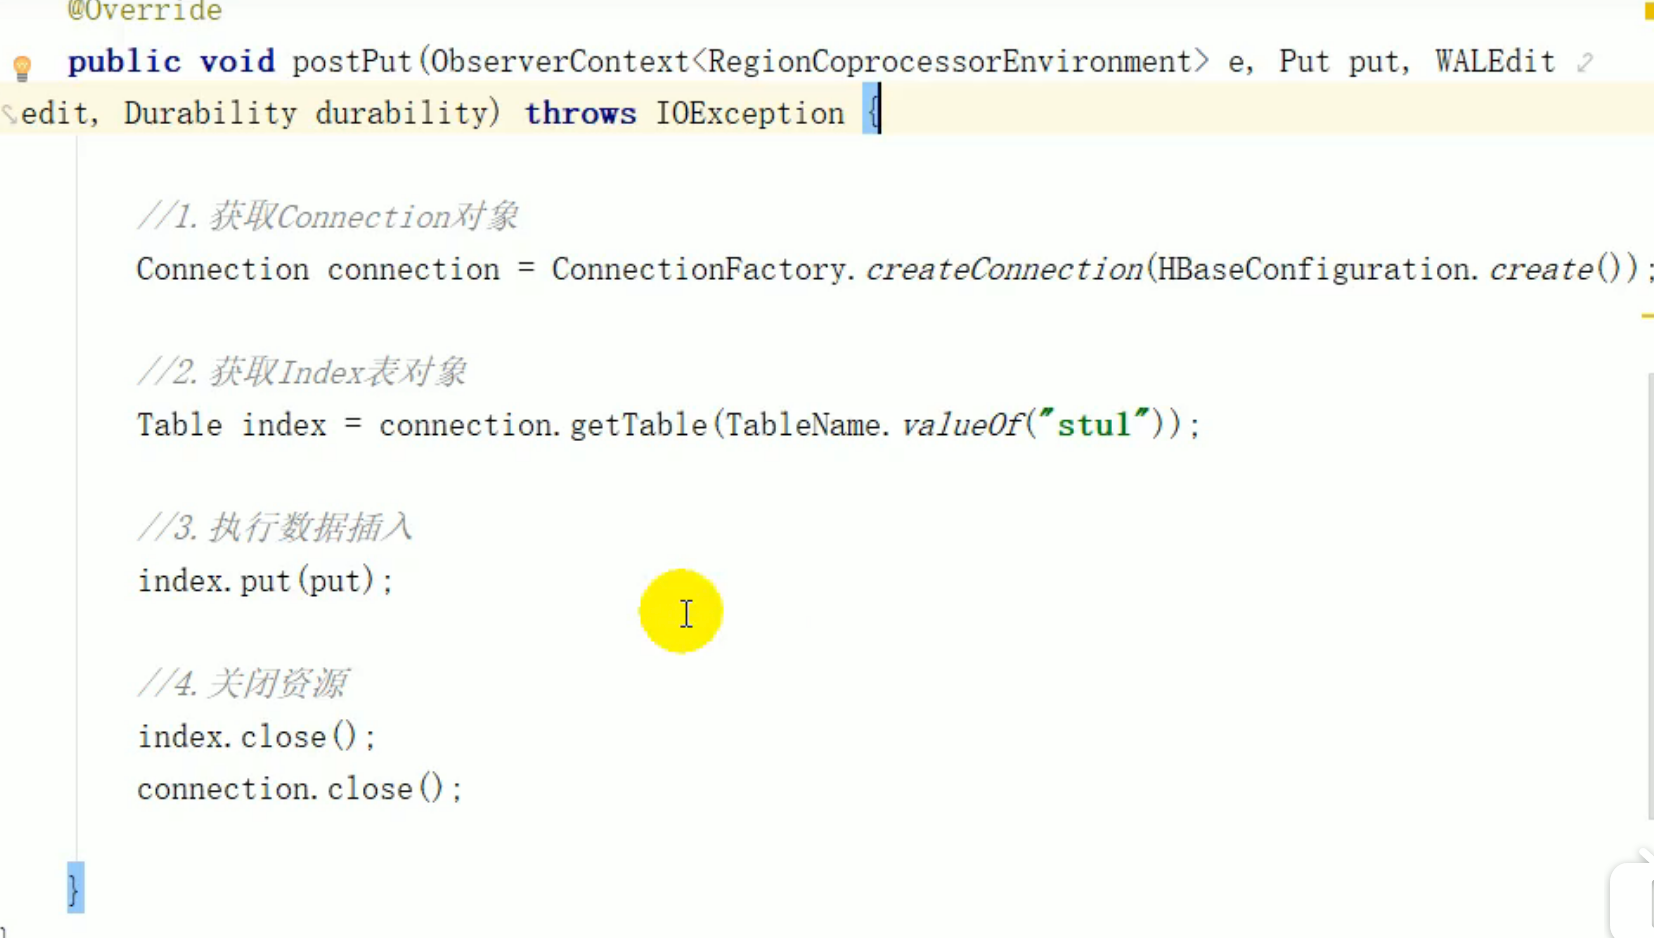 @Override
public void postPut(ObserverContext<RegionCoprocessorEnvironment> e, Put put, WALEdit
edit, Durability durability) throws IOException {
//1.获取Connection对象
Connection connection = ConnectionFactory.createConnection(HBaseConfiguration.create());
//2.获取Index表对象
Table index = connection.getTable(TableName.valueOf("stu1"));
//3.执行数据插入
index.put(put);
//4.关闭资源
index.close();
connection.close();
}